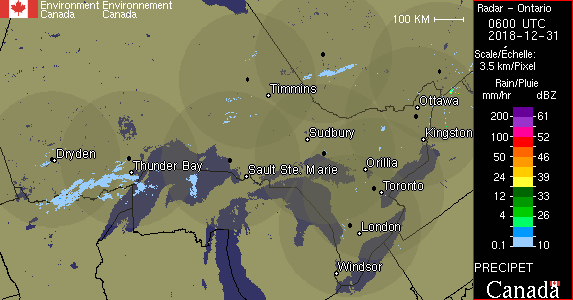 Environment Environnement
Canada Canada
100 KM
Timmins
Ottawa
Sudbury
Kingston
Dryden
Thunder Bay
Sault Ste. Marie
Orillia
Toronto
London
Windsor
Radar - Ontario
0600 UTC
2018-12-31
Scale/Échelle:
3.5 km/Pixel
Rain/Pluie
mm/hr dBZ
200 61
100 52
50 46
24 39
12 33
4 26
1 20
0.1 10
PRECIPET
Canada